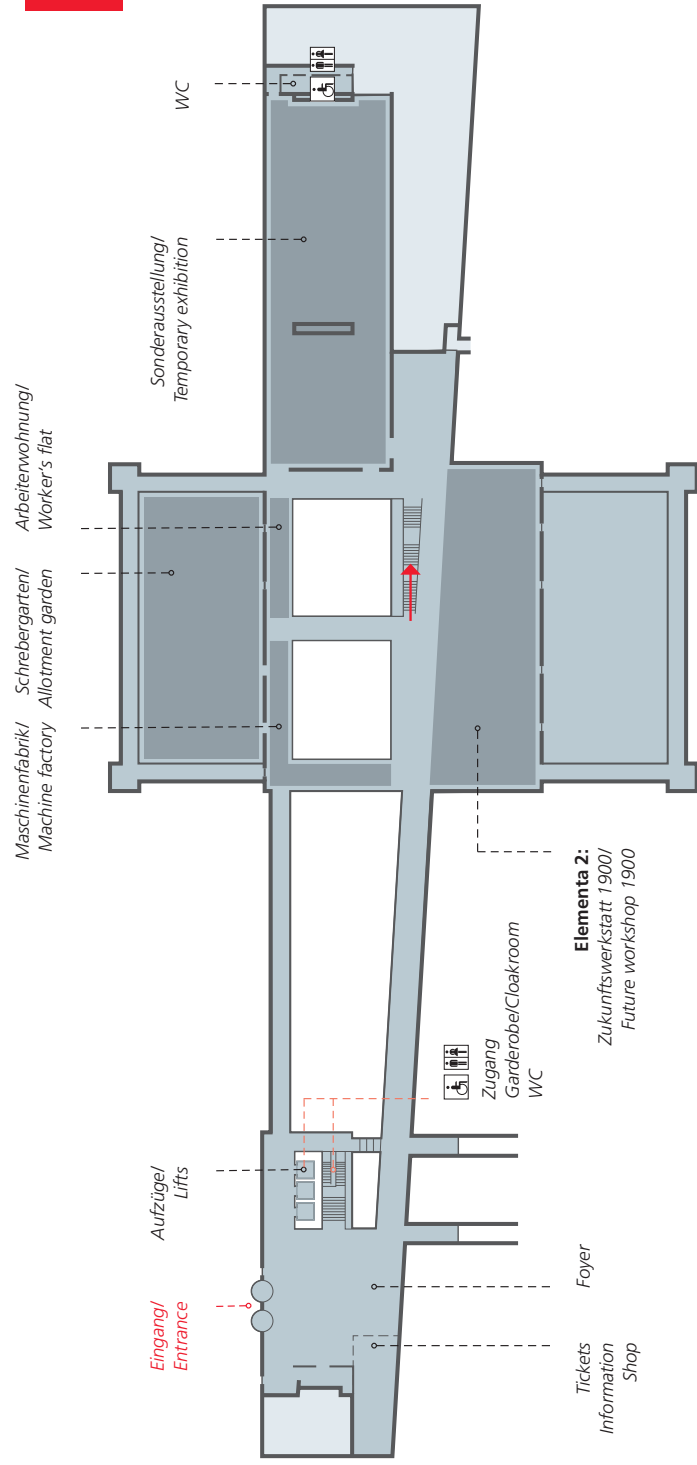 Eingang/
Entrance
Aufzüge/
Lifts
Maschinenfabrik/
Machine factory
Schrebergarten/
Allotment garden
Arbeiterwohnung/
Worker's flat
Sonderausstellung/
Temporary exhibition
WC
Tickets
Information
Shop
Foyer
Zugang
Garderobe/Cloakroom
WC
Elementa 2:
Zukunftswerkstatt 1900/
Future workshop 1900